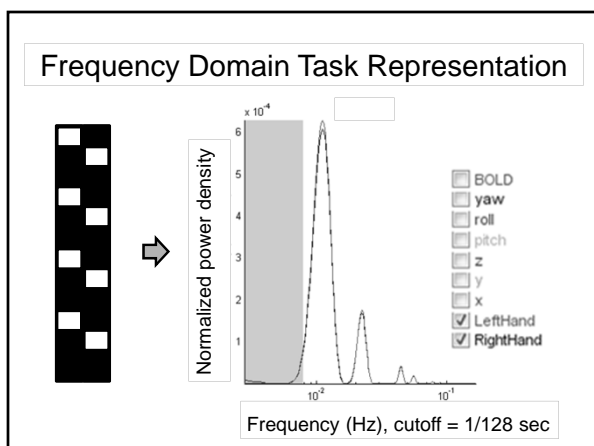 Frequency Domain Task Representation
x 10⁻⁴
6
5
4
3
2
1
Normalized power density
10⁻²
10⁻¹
Frequency (Hz), cutoff = 1/128 sec
BOLD
yaw
roll
pitch
z
y
x
LeftHand
RightHand